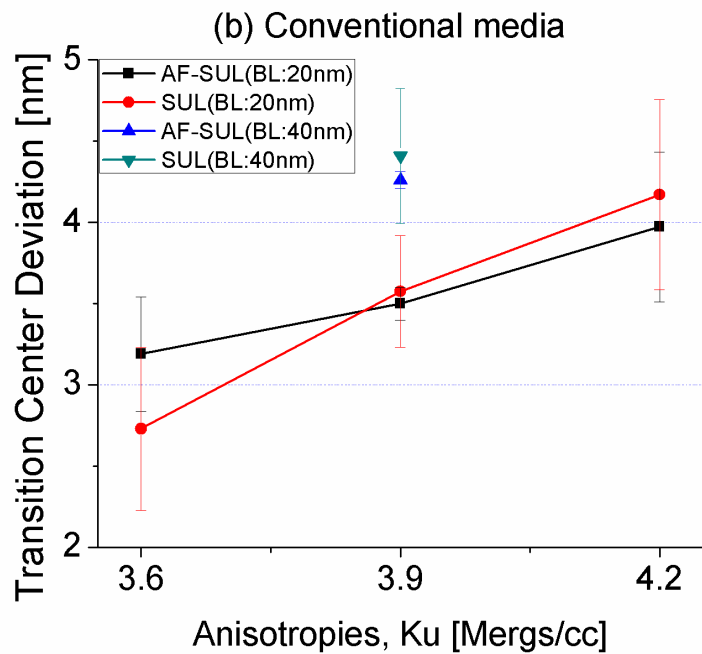 (b) Conventional media
Transition Center Deviation [nm]
5
4
3
2
AF-SUL(BL:20nm)
SUL(BL:20nm)
AF-SUL(BL:40nm)
SUL(BL:40nm)
3.6 3.9 4.2
Anisotropies, Ku [Mergs/cc]